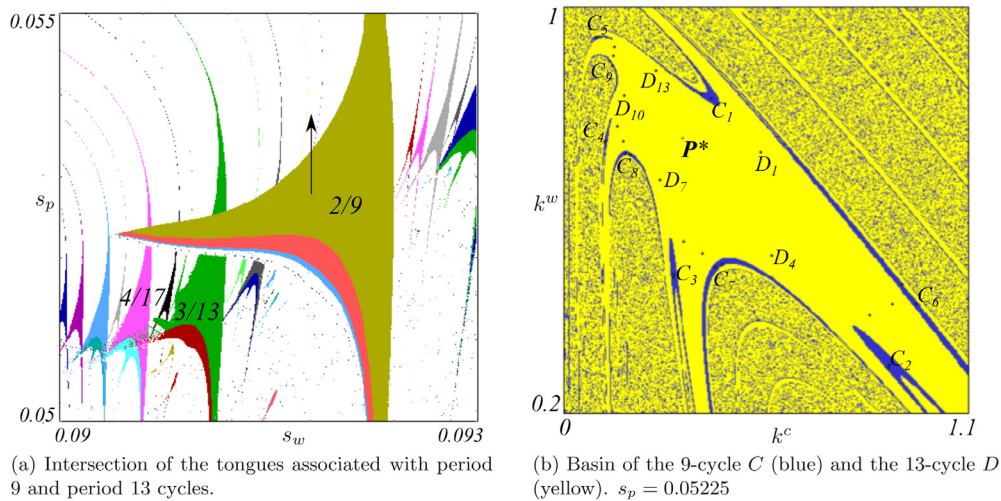 0.055
s_p
0.05
0.09
s_w
0.093
2/9
4/17
3/13
(a) Intersection of the tongues associated with period
9 and period 13 cycles.
1
k^w
0.2
0
k^c
1.1
C_5
C_9
D_13
C_1
D_10
C_4
P*
C_8
D_1
D_7
D_4
C_3
C_7
C_6
C_2
(b) Basin of the 9-cycle C (blue) and the 13-cycle D
(yellow). s_p = 0.05225